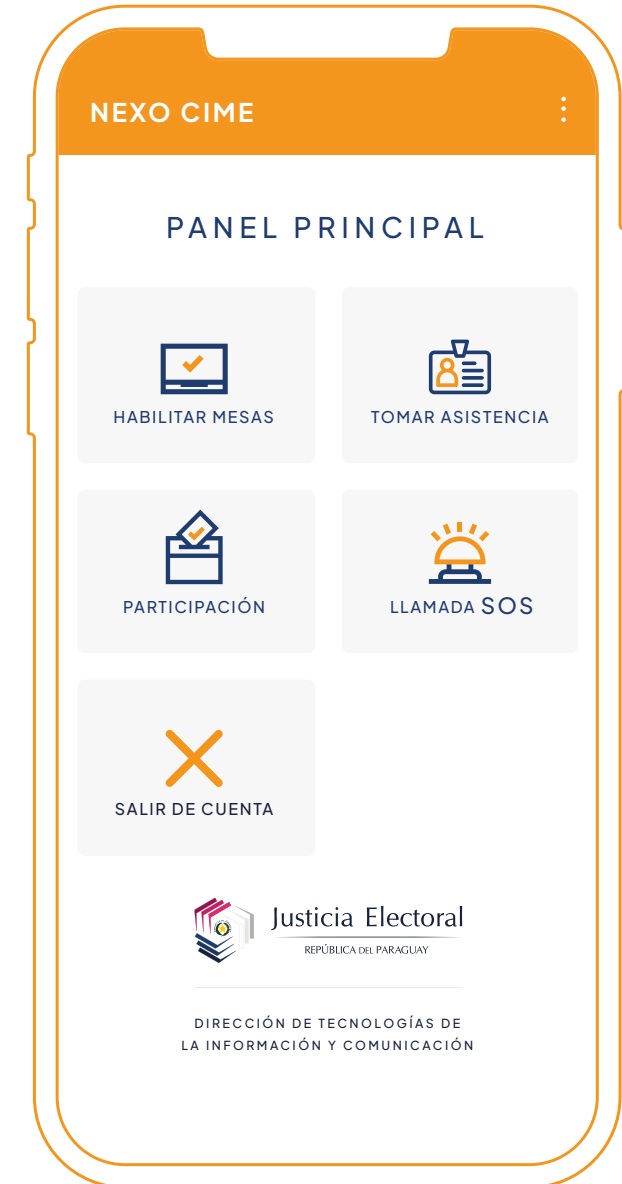 NEXO CIME
PANEL PRINCIPAL
HABILITAR MESAS
TOMAR ASISTENCIA
PARTICIPACIÓN
LLAMADA SOS
SALIR DE CUENTA
Justicia Electoral
REPÚBLICA DEL PARAGUAY
DIRECCIÓN DE TECNOLOGÍAS DE
LA INFORMACIÓN Y COMUNICACIÓN